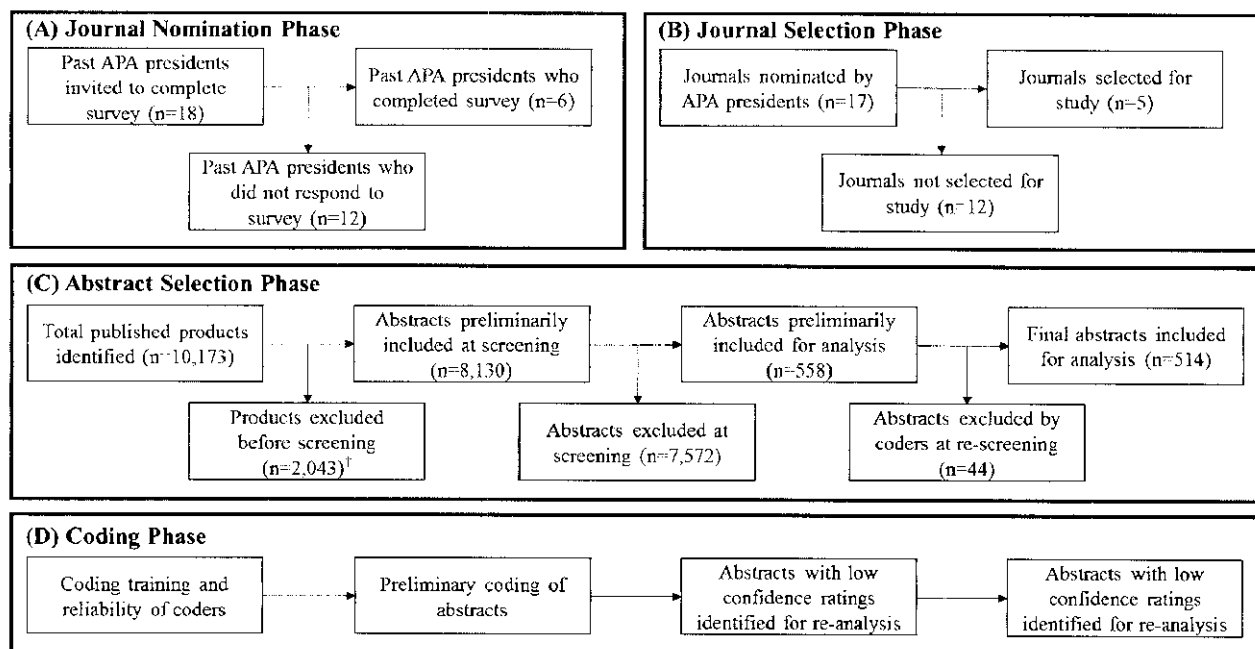 (A) Journal Nomination Phase
Past APA presidents
invited to complete
survey (n=18)
Past APA presidents who
completed survey (n=6)
Past APA presidents who
did not respond to
survey (n=12)
(B) Journal Selection Phase
Journals nominated by
APA presidents (n=17)
Journals selected for
study (n=5)
Journals not selected for
study (n=12)
(C) Abstract Selection Phase
Total published products
identified (n=10,173)
Abstracts preliminarily
included at screening
(n=8,130)
Abstracts preliminarily
included for analysis
(n=558)
Final abstracts included
for analysis (n=514)
Products excluded
before screening
(n=2,043)†
Abstracts excluded at
screening (n=7,572)
Abstracts excluded by
coders at re-screening
(n=44)
(D) Coding Phase
Coding training and
reliability of coders
Preliminary coding of
abstracts
Abstracts with low
confidence ratings
identified for re-analysis
Abstracts with low
confidence ratings
identified for re-analysis